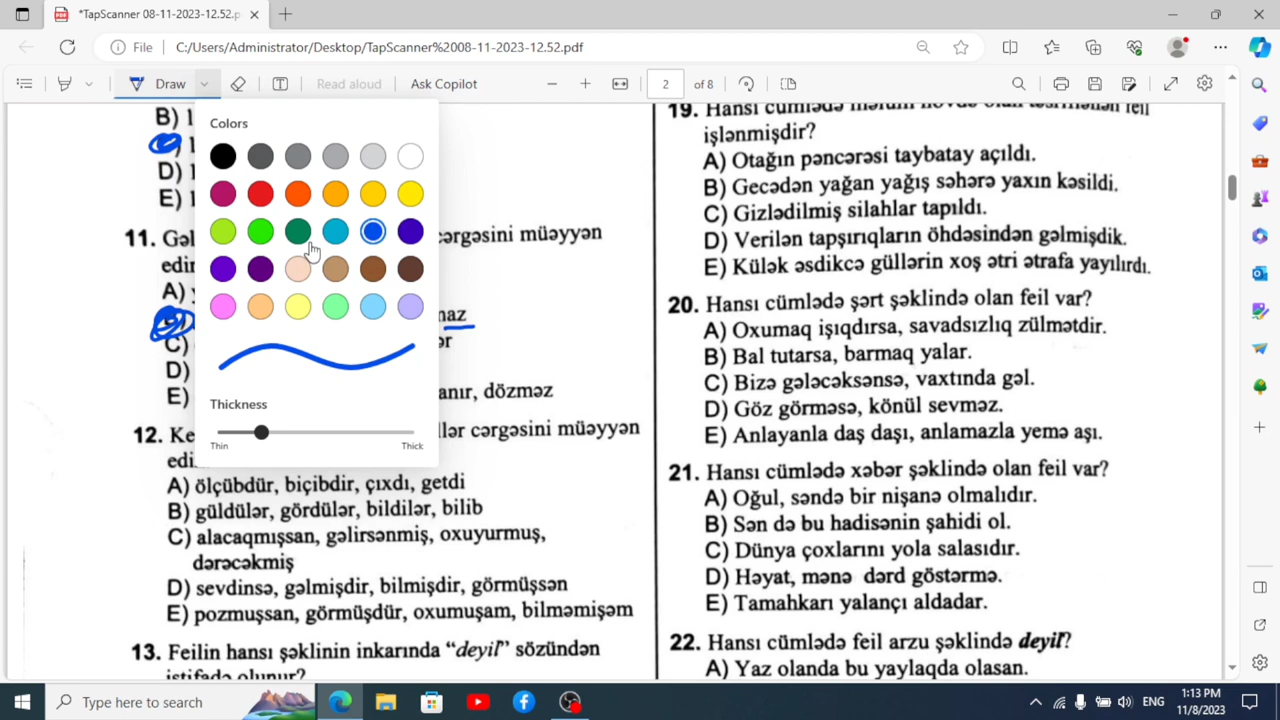 *TapScanner 08-11-2023-12.52.p
File
C:/Users/Administrator/Desktop/TapScanner%2008-11-2023-12.52.pdf
Draw
Read aloud
Ask Copilot
2
of 8
Colors
Thickness
Thin
Thick
B)
D)
E)
11.
cərgəsini müəyyən
A)
maz
C)
ər
D)
E)
anır, dözməz
12. Ke
llər cərgəsini müəyyən
edi
A) ölçübdür, biçibdir, çıxdı, getdi
B) güldülər, gördülər, bildilər, bilib
C) alacaqmışsan, gəlirsənmiş, oxuyurmuş,
dərəcəkmiş
D) sevdinsə, gəlmişdir, bilmişdir, görmüşsən
E) pozmuşsan, görmüşdür, oxumuşam, bilməmişəm
13. Feilin hansı şəklinin inkarında “deyil” sözündən
istifadə olunur?
19. Hansı cümlədə məlum növdə olan təsirlənən feil
işlənmişdir?
A) Otağın pəncərəsi taybatay açıldı.
B) Gecədən yağan yağış səhərə yaxın kəsildi.
C) Gizlədilmiş silahlar tapıldı.
D) Verilən tapşırıqların öhdəsindən gəlmişdik.
E) Külək əsdikcə güllərin xoş ətri ətrafa yayılırdı.
20. Hansı cümlədə şərt şəklində olan feil var?
A) Oxumaq işıqdırsa, savadsızlıq zülmətdir.
B) Bal tutarsa, barmaq yalar.
C) Bizə gələcəksənsə, vaxtında gəl.
D) Göz görməsə, könül sevməz.
E) Anlayanla daş daşı, anlamazla yemə aşı.
21. Hansı cümlədə xəbər şəklində olan feil var?
A) Oğul, səndə bir nişanə olmalıdır.
B) Sən də bu hadisənin şahidi ol.
C) Dünya çoxlarını yola salasıdır.
D) Həyat, mənə dərd göstərmə.
E) Tamahkarı yalançı aldadar.
22. Hansı cümlədə feil arzu şəklində deyil?
A) Yaz olanda bu yaylaqda olasan.
Type here to search
ENG
1:13 PM
11/8/2023